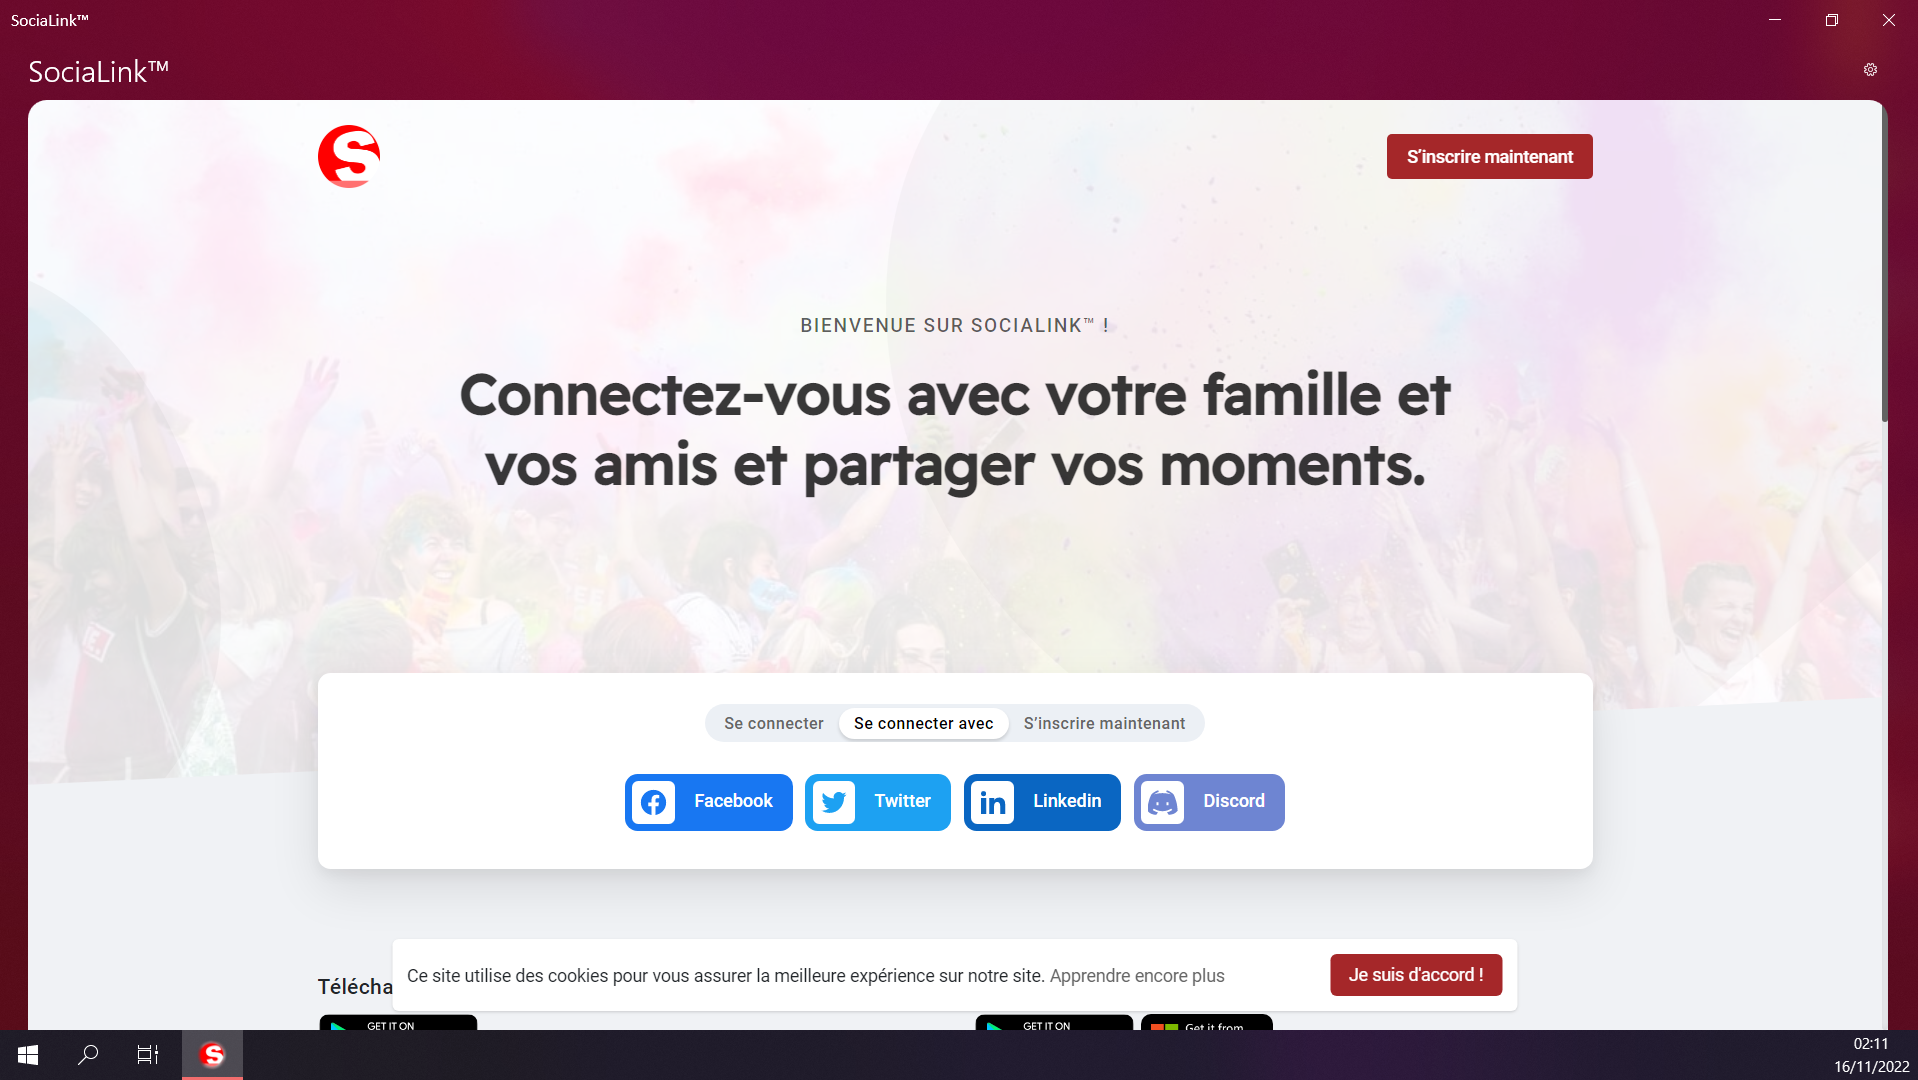 SociaLink™
SociaLink™
S'inscrire maintenant
BIENVENUE SUR SOCIALINK™ !
Connectez-vous avec votre famille et
vos amis et partager vos moments.
Se connecter
Se connecter avec
S'inscrire maintenant
Facebook
Twitter
Linkedin
Discord
Ce site utilise des cookies pour vous assurer la meilleure expérience sur notre site. Apprendre encore plus
Je suis d'accord !
Télécha
GET IT ON
GET IT ON
Get it from
02:11
16/11/2022